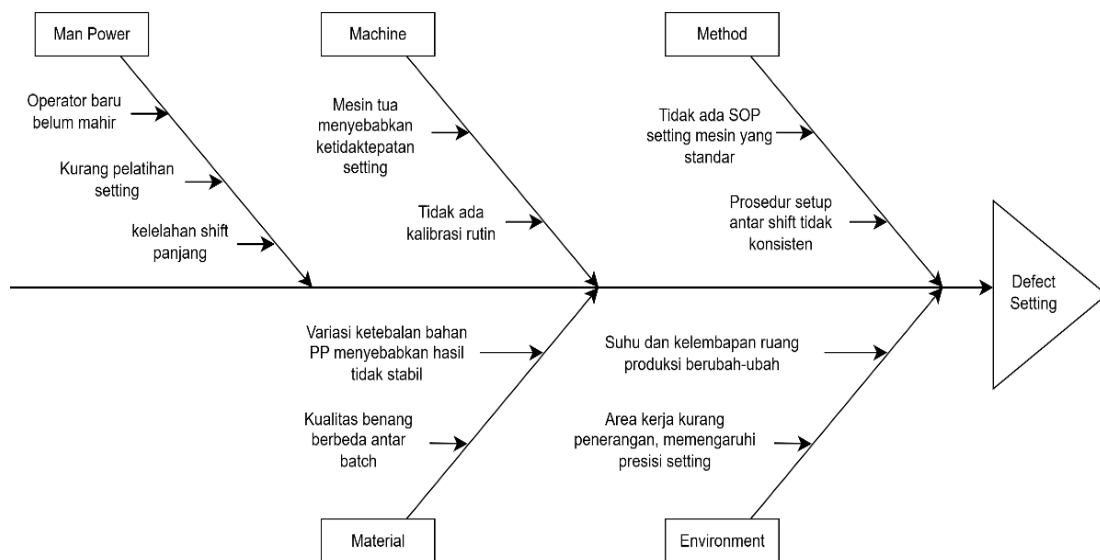 Man Power
Machine
Method
Operator baru
belum mahir
Kurang pelatihan
setting
kelelahan shift
panjang
Mesin tua
menyebabkan
ketidaktepatan
setting
Tidak ada
kalibrasi rutin
Tidak ada SOP
setting mesin yang
standar
Prosedur setup
antar shift tidak
konsisten
Defect
Setting
Variasi ketebalan bahan
PP menyebabkan hasil
tidak stabil
Kualitas benang
berbeda antar
batch
Suhu dan kelembapan ruang
produksi berubah-ubah
Area kerja kurang
penerangan, memengaruhi
presisi setting
Material
Environment